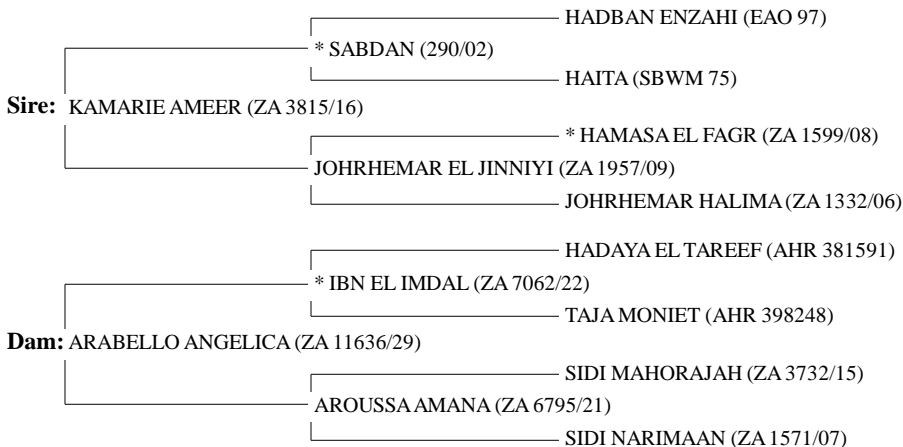 HADBAN ENZAHI (EAO 97)
* SABDAN (290/02)
HAITA (SBWM 75)
Sire: KAMARIE AMEER (ZA 3815/16)
* HAMASA EL FAGR (ZA 1599/08)
JOHRHEMAR EL JINNIYI (ZA 1957/09)
JOHRHEMAR HALIMA (ZA 1332/06)
HADAYA EL TAREEF (AHR 381591)
* IBN EL IMDAL (ZA 7062/22)
TAJA MONIET (AHR 398248)
Dam: ARABELLO ANGELICA (ZA 11636/29)
SIDI MAHORAJAH (ZA 3732/15)
AROUSSA AMANA (ZA 6795/21)
SIDI NARIMAAN (ZA 1571/07)